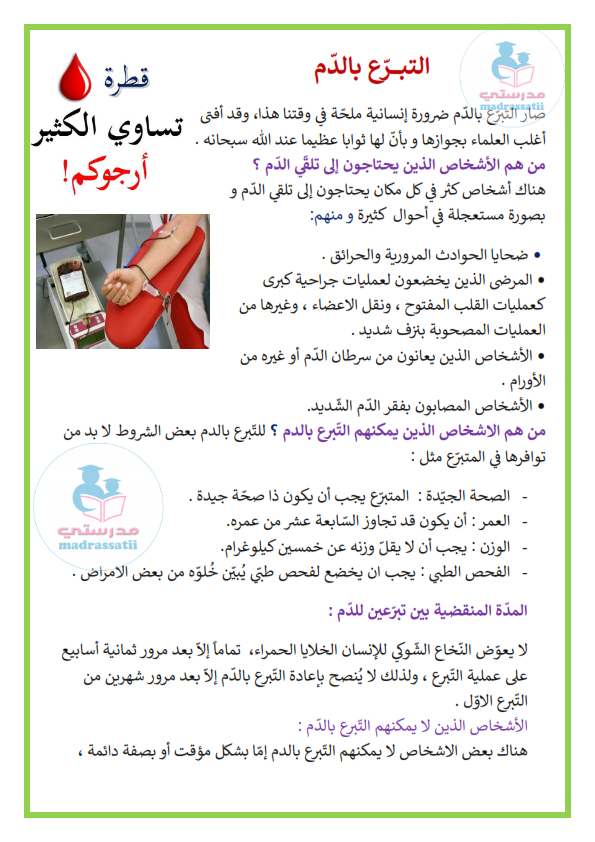 مدرستي
madrassatii
التبـرّع بالدّم
قطرة
تساوي الكثير
أرجوكم!
صار التبرّع بالدّم ضرورة إنسانية ملحّة في وقتنا هذا، وقد أفتى
أغلب العلماء بجوازها و بأنّ لها ثوابا عظيما عند الله سبحانه .
من هم الأشخاص الذين يحتاجون إلى تلقّي الدّم ؟
هناك أشخاص كثر في كل مكان يحتاجون إلى تلقي الدّم و
بصورة مستعجلة في أحوال كثيرة و منهم:
• ضحايا الحوادث المرورية والحرائق .
• المرضى الذين يخضعون لعمليات جراحية كبرى
كعمليات القلب المفتوح ، ونقل الاعضاء ، وغيرها من
العمليات المصحوبة بنزف شديد .
• الأشخاص الذين يعانون من سرطان الدّم أو غيره من
الأورام .
• الأشخاص المصابون بفقر الدّم الشّديد.
من هم الاشخاص الذين يمكنهم التّبرع بالدم ؟ للتّبرع بالدم بعض الشروط لا بد من
توافرها في المتبرّع مثل :
مدرستي
madrassatii
- الصحة الجيّدة : المتبرّع يجب أن يكون ذا صحّة جيدة .
- العمر : أن يكون قد تجاوز السّابعة عشر من عمره.
- الوزن : يجب أن لا يقلّ وزنه عن خمسين كيلوغرام.
- الفحص الطبي : يجب ان يخضع لفحص طبّي يُبيّن خُلوّه من بعض الامراض .
المدّة المنقضية بين تبرّعين للدّم :
لا يعوّض النّخاع الشّوكي للإنسان الخلايا الحمراء، تماماً إلاّ بعد مرور ثمانية أسابيع
على عملية التّبرع ، ولذلك لا يُنصح بإعادة التّبرع بالدّم إلاّ بعد مرور شهرين من
التّبرع الاوّل .
الأشخاص الذين لا يمكنهم التّبرع بالدّم :
هناك بعض الاشخاص لا يمكنهم التّبرع بالدم إمّا بشكل مؤقت أو بصفة دائمة ،